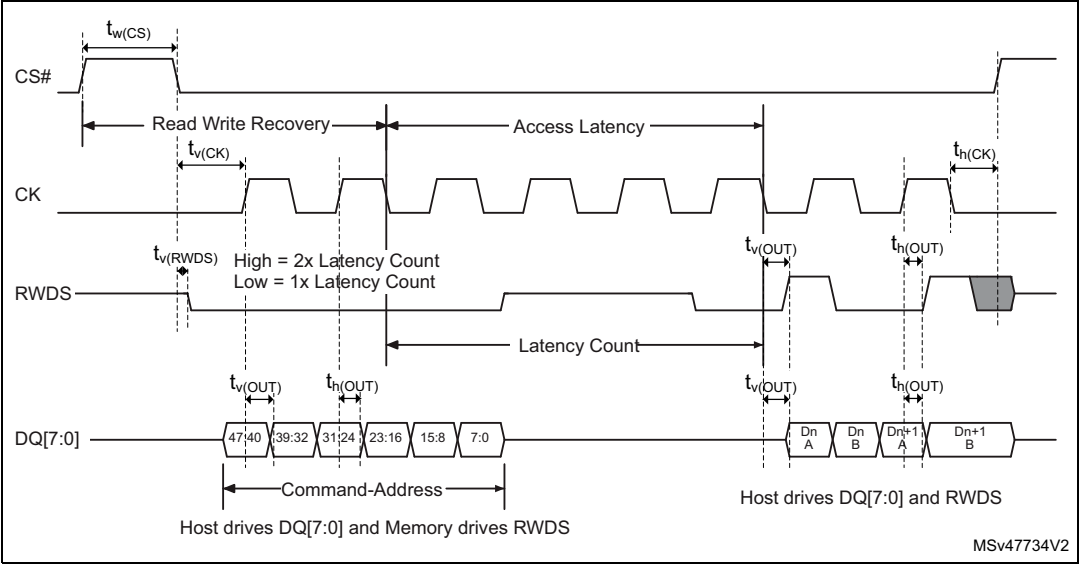 tw(CS)
CS#
Read Write Recovery
Access Latency
tv(CK)
th(CK)
CK
tv(RWDS)
High = 2x Latency Count
Low = 1x Latency Count
tv(OUT)
th(OUT)
RWDS
Latency Count
tv(OUT)
th(OUT)
tv(OUT)
th(OUT)
DQ[7:0]
47:40
39:32
31:24
23:16
15:8
7:0
Dn A
Dn B
Dn+1 A
Dn+1 B
Command-Address
Host drives DQ[7:0] and RWDS
Host drives DQ[7:0] and Memory drives RWDS
MSv47734V2